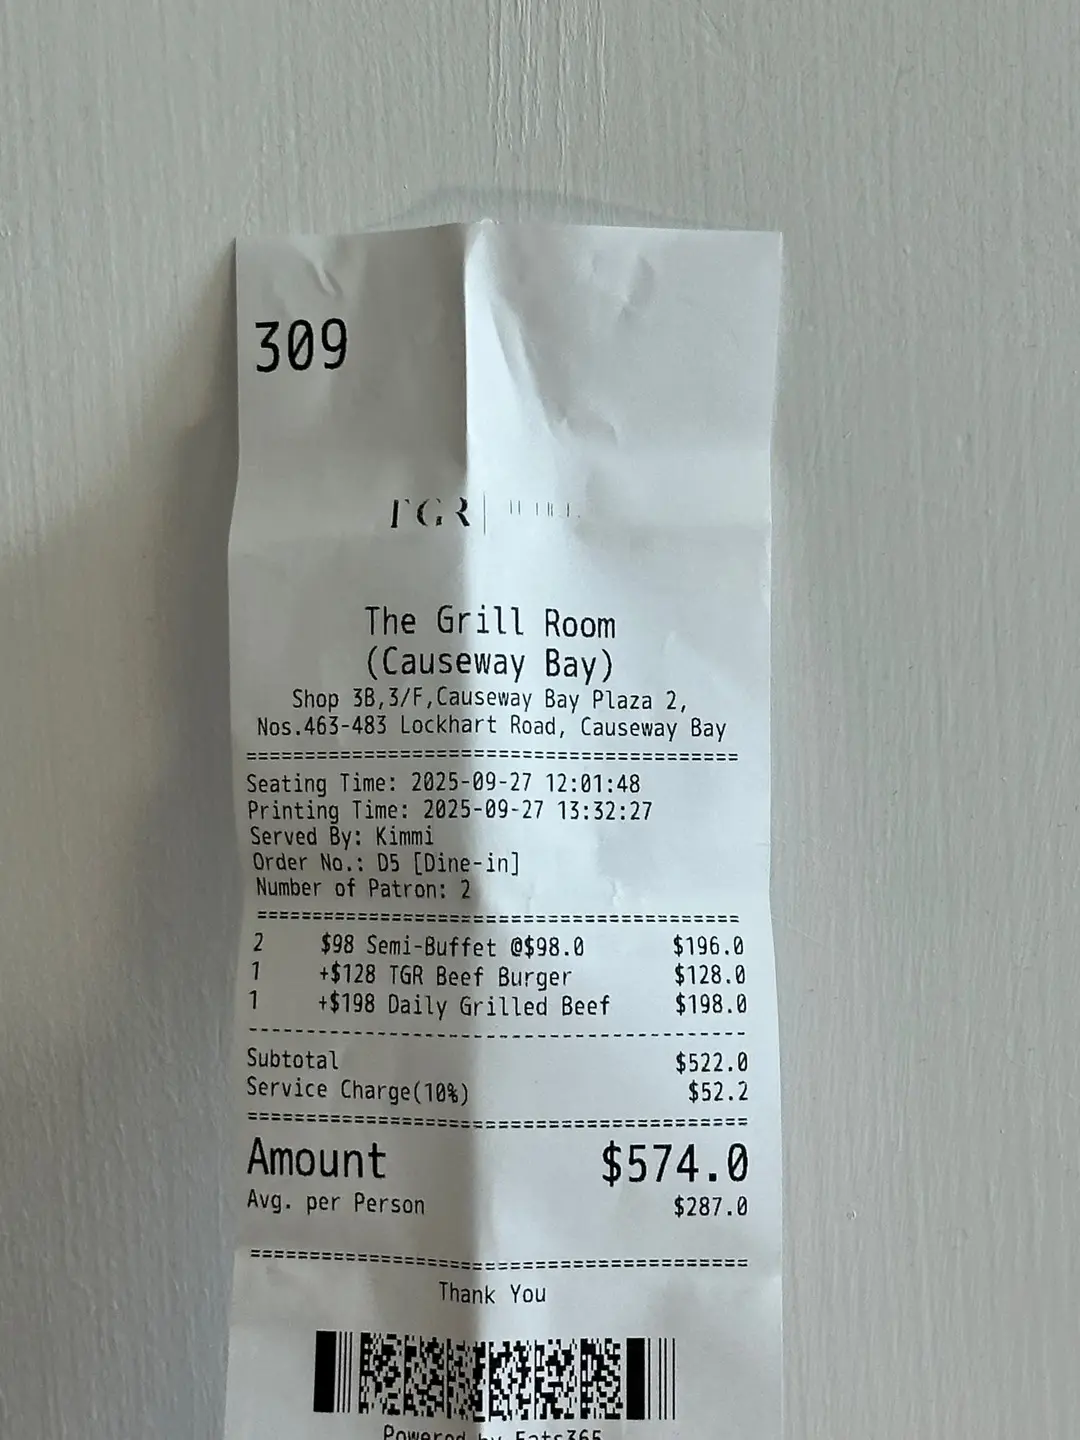 309
TGR
The Grill Room
(Causeway Bay)
Shop 3B,3/F,Causeway Bay Plaza 2,
Nos.463-483 Lockhart Road, Causeway Bay
========================================
Seating Time: 2025-09-27 12:01:48
Printing Time: 2025-09-27 13:32:27
Served By: Kimmi
Order No.: D5 [Dine-in]
Number of Patron: 2
========================================
2 $98 Semi-Buffet @$98.0 $196.0
1 +$128 TGR Beef Burger $128.0
1 +$198 Daily Grilled Beef $198.0
----------------------------------------
Subtotal $522.0
Service Charge(10%) $52.2
========================================
Amount $574.0
Avg. per Person $287.0
========================================
Thank You
Powered by Eats365